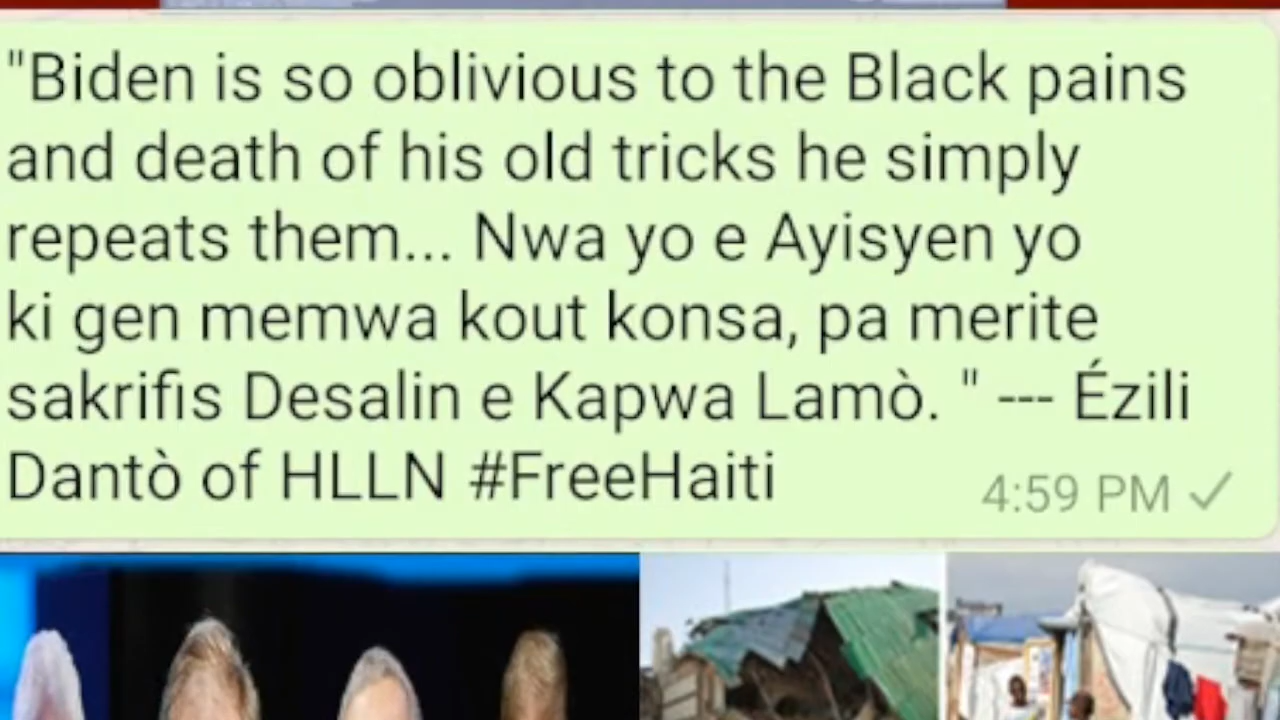 "Biden is so oblivious to the Black pains
and death of his old tricks he simply
repeats them... Nwa yo e Ayisyen yo
ki gen memwa kout konsa, pa merite
sakrifis Desalin e Kapwa Lamò. " --- Ézili
Dantò of HLLN #FreeHaiti
4:59 PM